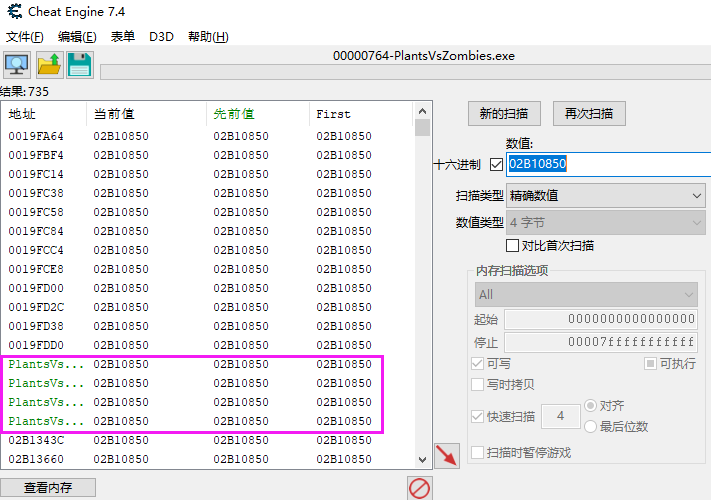 Cheat Engine 7.4
文件(F) 编辑(E) 表单 D3D 帮助(H)
00000764-PlantsVsZombies.exe
结果: 735
地址 当前值 先前值 First
0019FA64 02B10850 02B10850 02B10850
0019FBF4 02B10850 02B10850 02B10850
0019FC14 02B10850 02B10850 02B10850
0019FC38 02B10850 02B10850 02B10850
0019FC58 02B10850 02B10850 02B10850
0019FC84 02B10850 02B10850 02B10850
0019FCC4 02B10850 02B10850 02B10850
0019FCE8 02B10850 02B10850 02B10850
0019FD00 02B10850 02B10850 02B10850
0019FD2C 02B10850 02B10850 02B10850
0019FD38 02B10850 02B10850 02B10850
0019FDD0 02B10850 02B10850 02B10850
PlantsVs... 02B10850 02B10850 02B10850
PlantsVs... 02B10850 02B10850 02B10850
PlantsVs... 02B10850 02B10850 02B10850
PlantsVs... 02B10850 02B10850 02B10850
02B1343C 02B10850 02B10850 02B10850
02B13660 02B10850 02B10850 02B10850
查看内存
新的扫描 再次扫描
数值:
十六进制 02B10850
扫描类型 精确数值
数值类型 4 字节
对比首次扫描
内存扫描选项
All
起始 0000000000000000
停止 00007fffffffffff
可写 可执行
写时拷贝
快速扫描 4 对齐
最后位数
扫描时暂停游戏